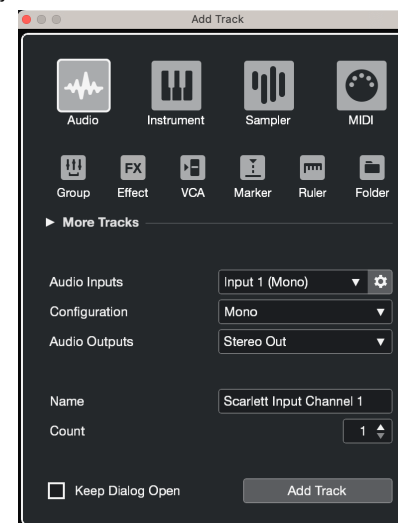 Add Track
Audio Instrument Sampler MIDI
FX
Group Effect VCA Marker Ruler Folder
More Tracks
Audio Inputs Input 1 (Mono)
Configuration Mono
Audio Outputs Stereo Out
Name Scarlett Input Channel 1
Count 1
Keep Dialog Open Add Track